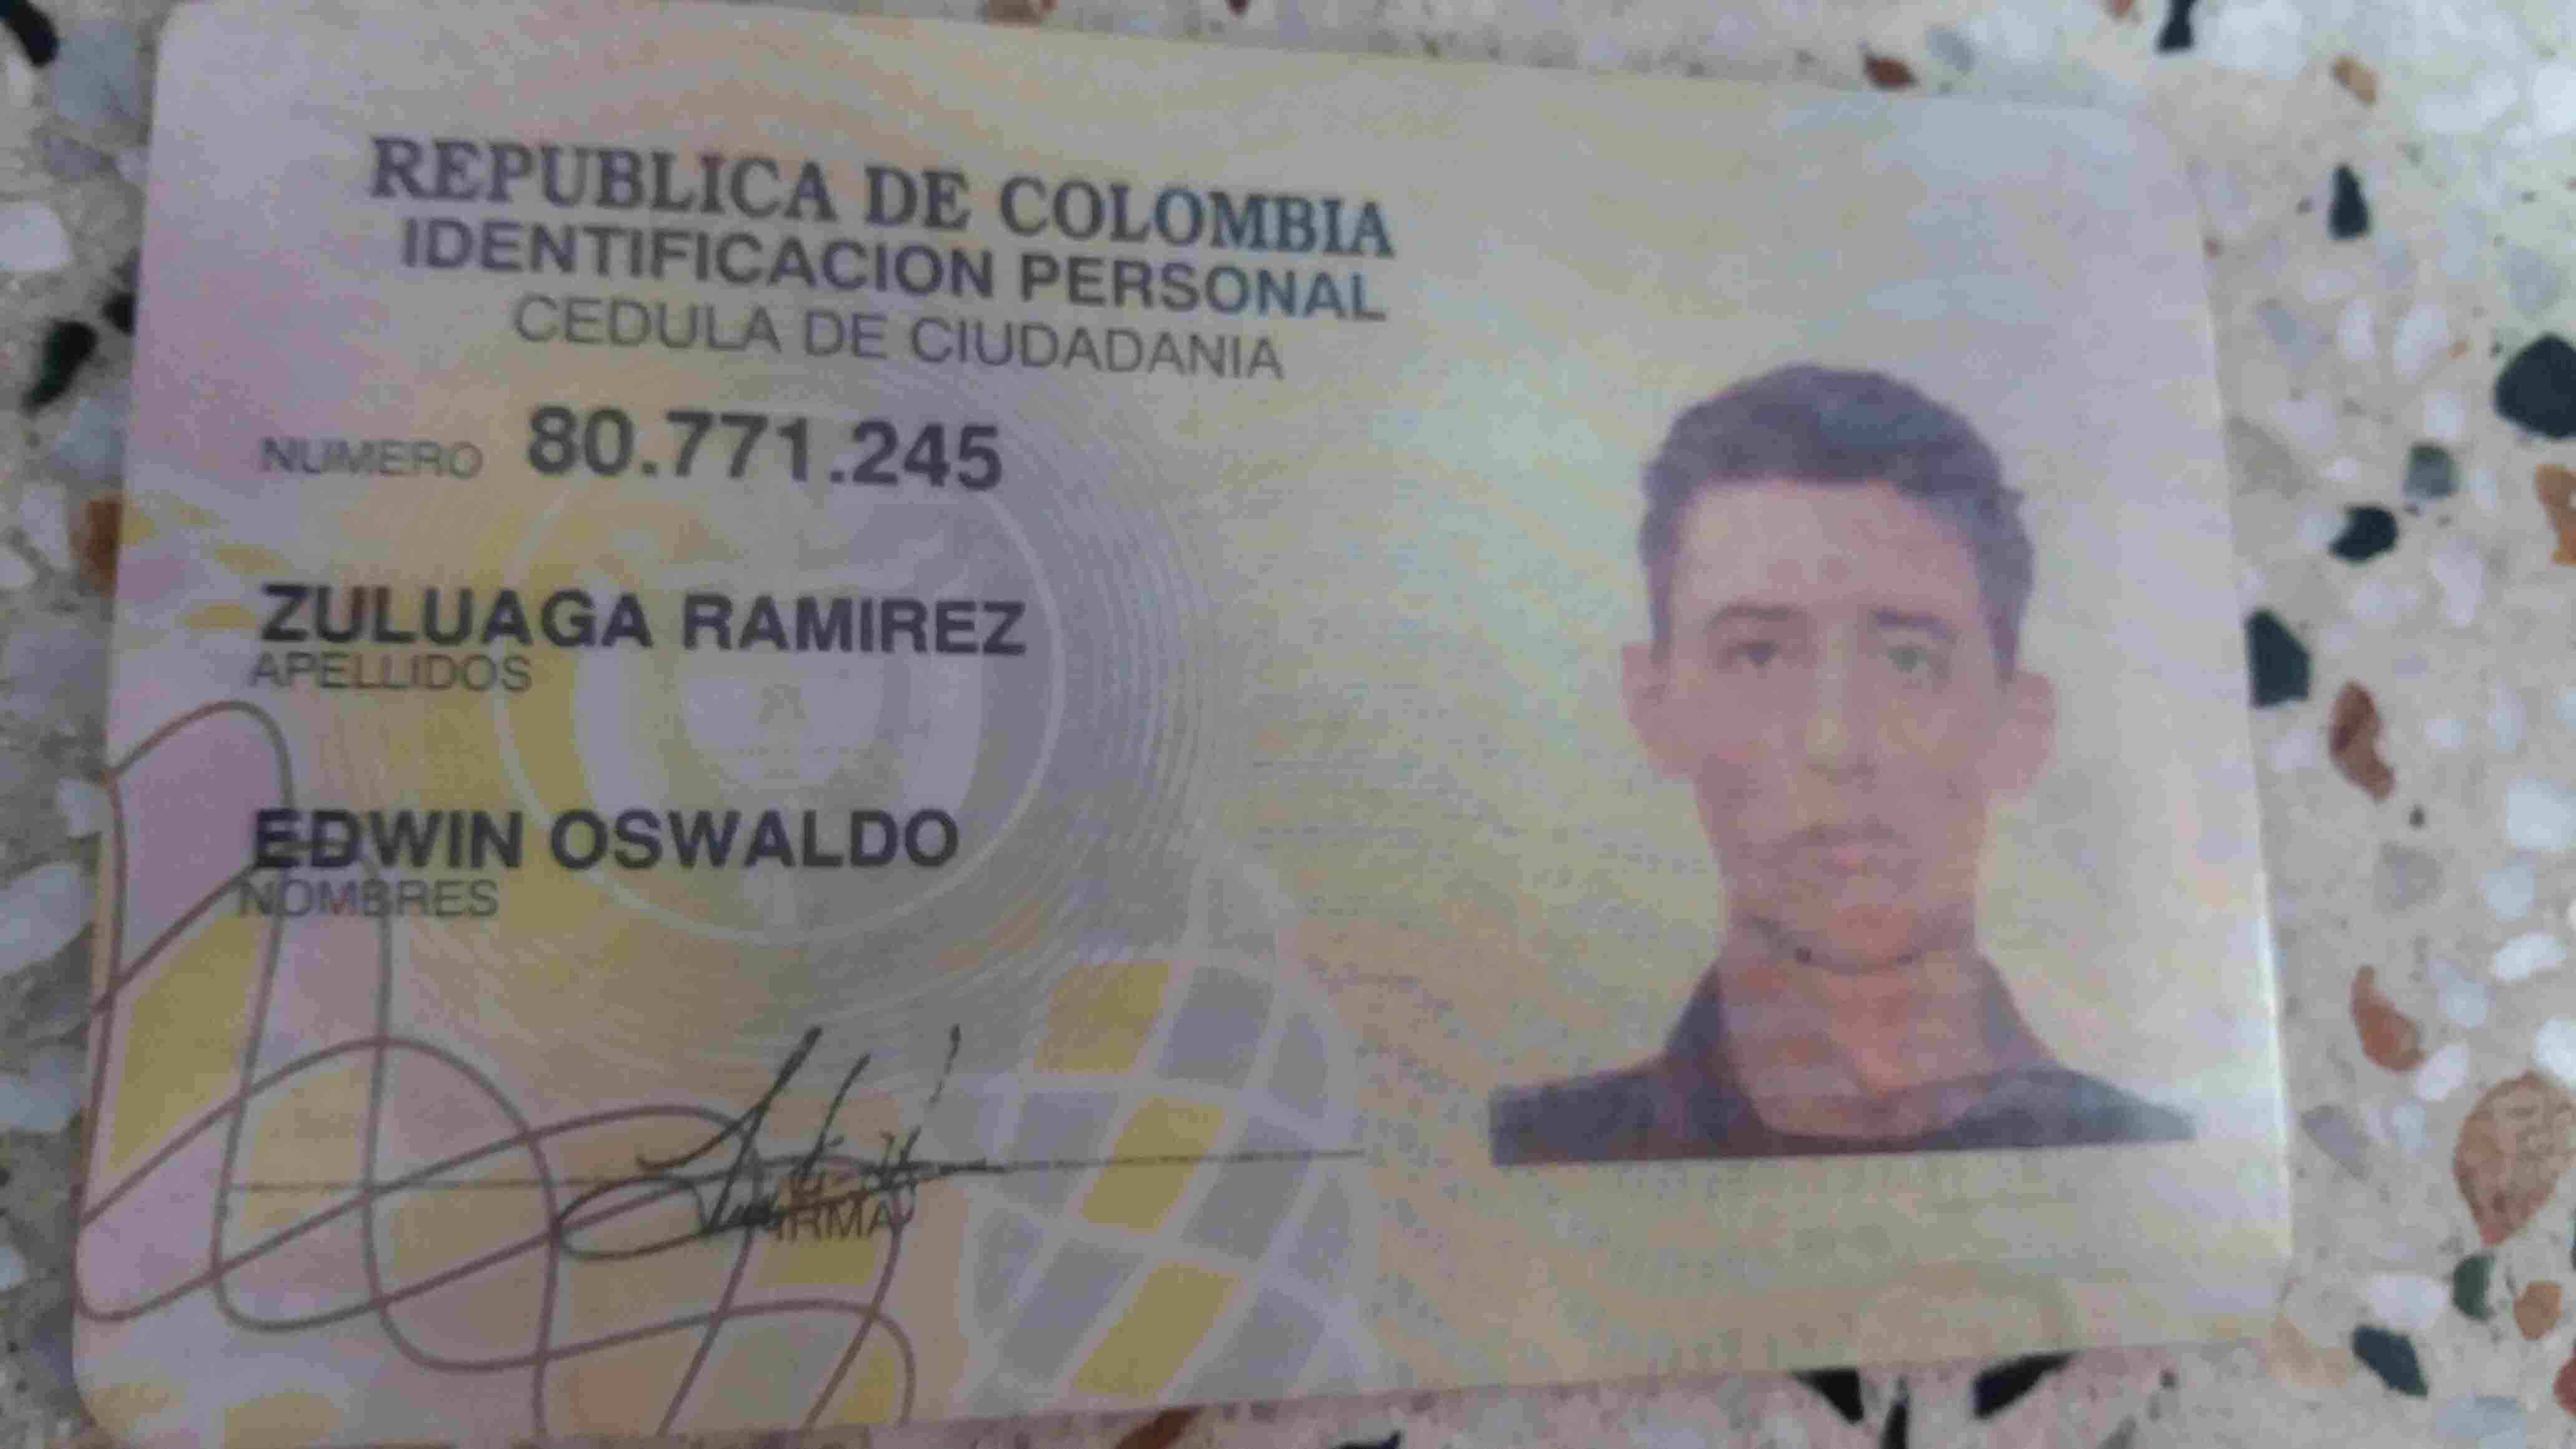 REPUBLICA DE COLOMBIA
IDENTIFICACION PERSONAL
CEDULA DE CIUDADANIA
NUMERO 80.771.245
ZULUAGA RAMIREZ
APELLIDOS
EDWIN OSWALDO
NOMBRES
FIRMA